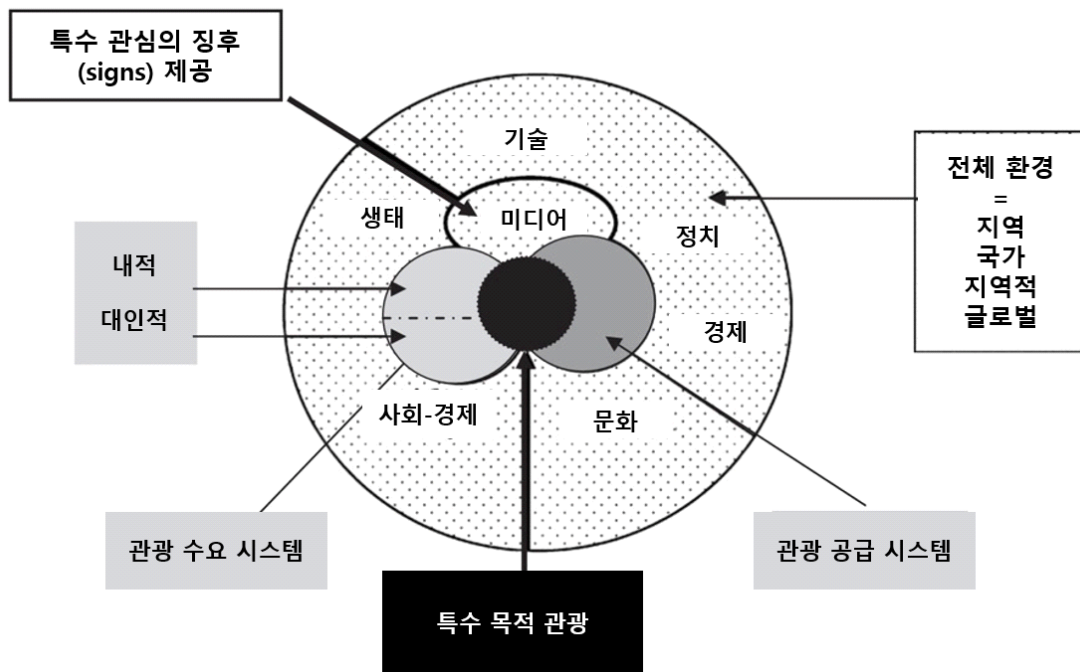 특수 관심의 징후
(signs) 제공
기술
전체 환경
=
지역
국가
지역적
글로벌
생태
미디어
정치
내적
대인적
경제
사회-경제
문화
관광 수요 시스템
관광 공급 시스템
특수 목적 관광